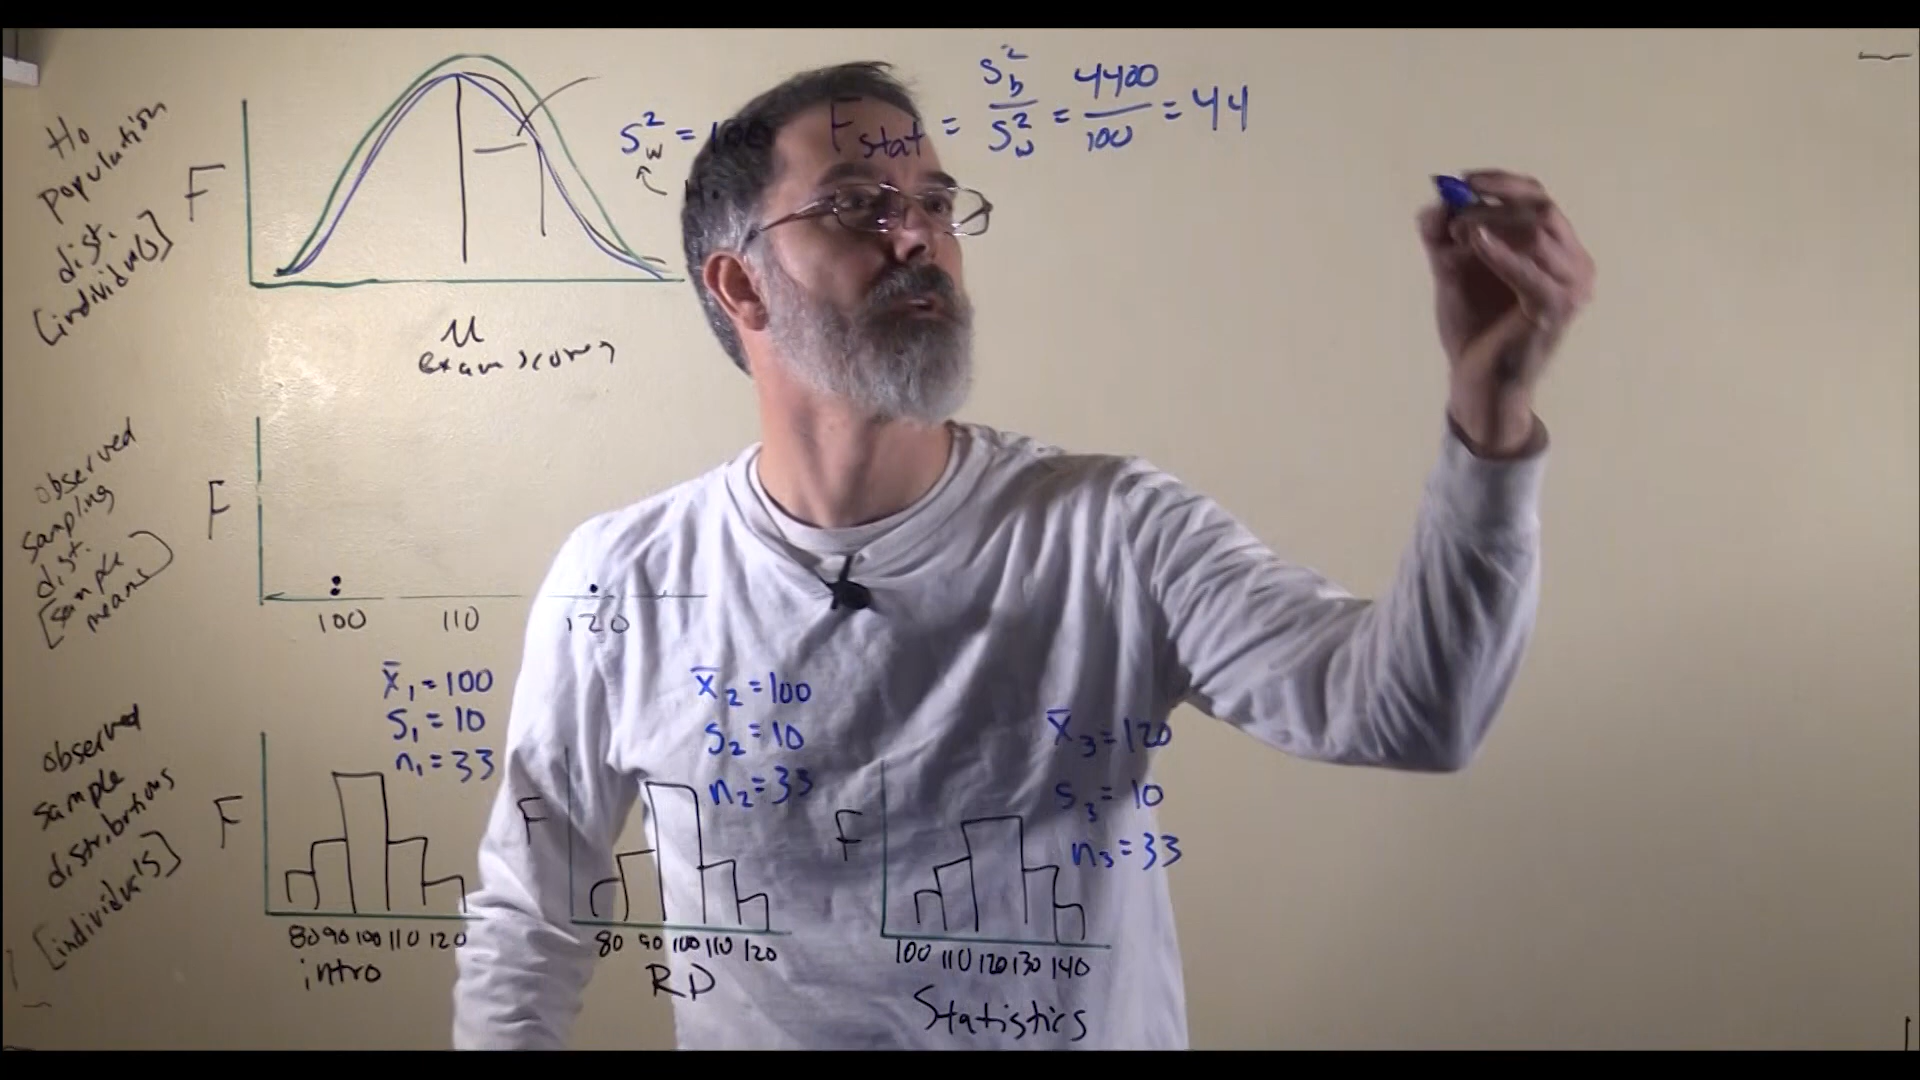 H₀
population
dist.
[individuals]
F
μ
exam scores
s²w = 100
Fstat = s²b / s²w = 4400 / 100 = 44
observed
sampling
dist.
[sample
means]
F
100 110 120
observed
sample
distributions
[individuals]
x̄₁ = 100
s₁ = 10
n₁ = 33
F
80 90 100 110 120
intro
x̄₂ = 100
s₂ = 10
n₂ = 33
F
80 90 100 110 120
RD
x̄₃ = 120
s₃ = 10
n₃ = 33
F
100 110 120 130 140
Statistics